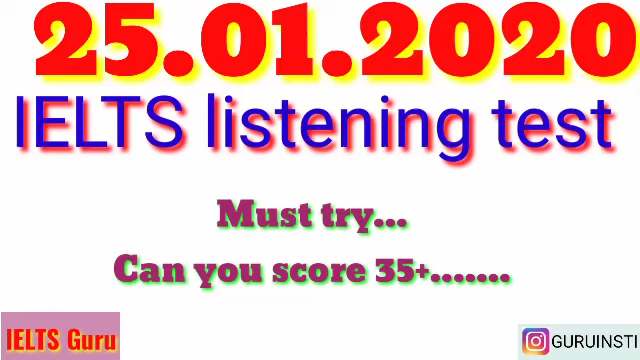 25.01.2020
IELTS listening test
Must try...
Can you score 35+.......
IELTS Guru
GURUINSTI